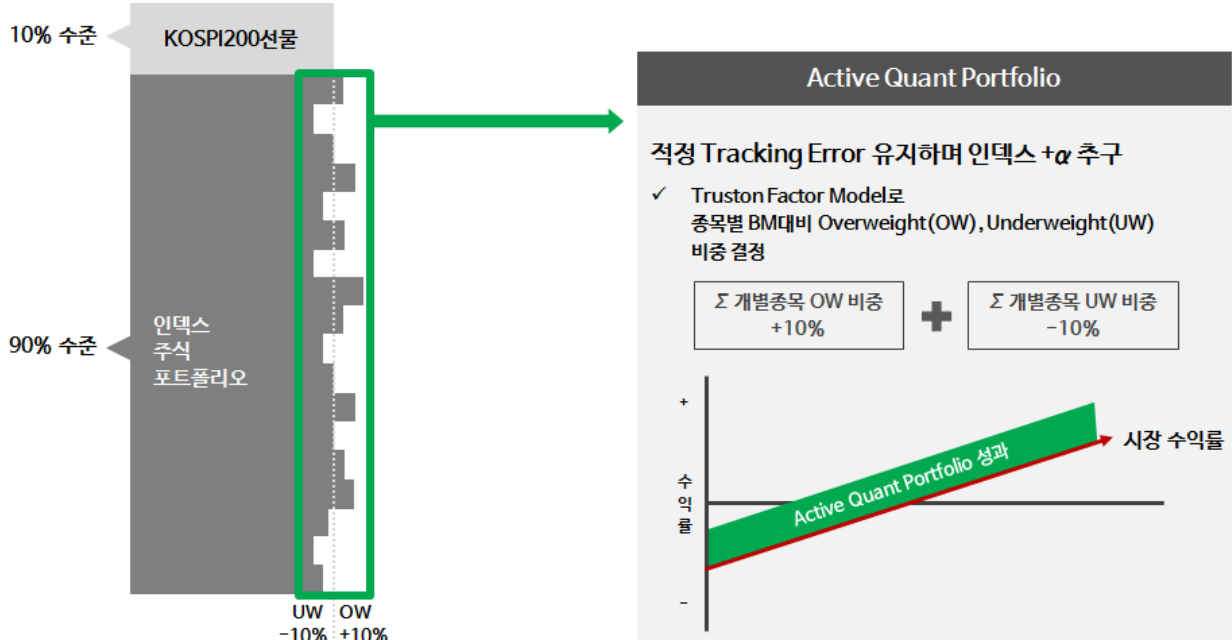 10% 수준
KOSPI200선물
90% 수준
인덱스
주식
포트폴리오
UW
-10%
OW
+10%
Active Quant Portfolio
적정 Tracking Error 유지하며 인덱스 +α 추구
✓ Truston Factor Model로
종목별 BM대비 Overweight(OW), Underweight(UW)
비중 결정
Σ 개별종목 OW 비중
+10%
+
Σ 개별종목 UW 비중
-10%
+
수
익
률
-
Active Quant Portfolio 성과
시장 수익률